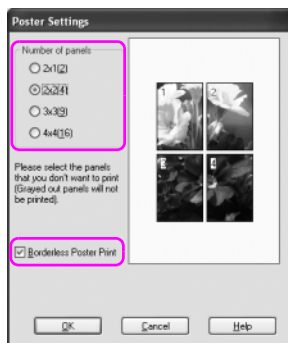 Poster Settings
Number of panels
2x1(2)
2x2(4)
3x3(9)
4x4(16)
1 2
3 4
Please select the panels
that you don't want to print
(Grayed out panels will not
be printed).
Borderless Poster Print
OK Cancel Help